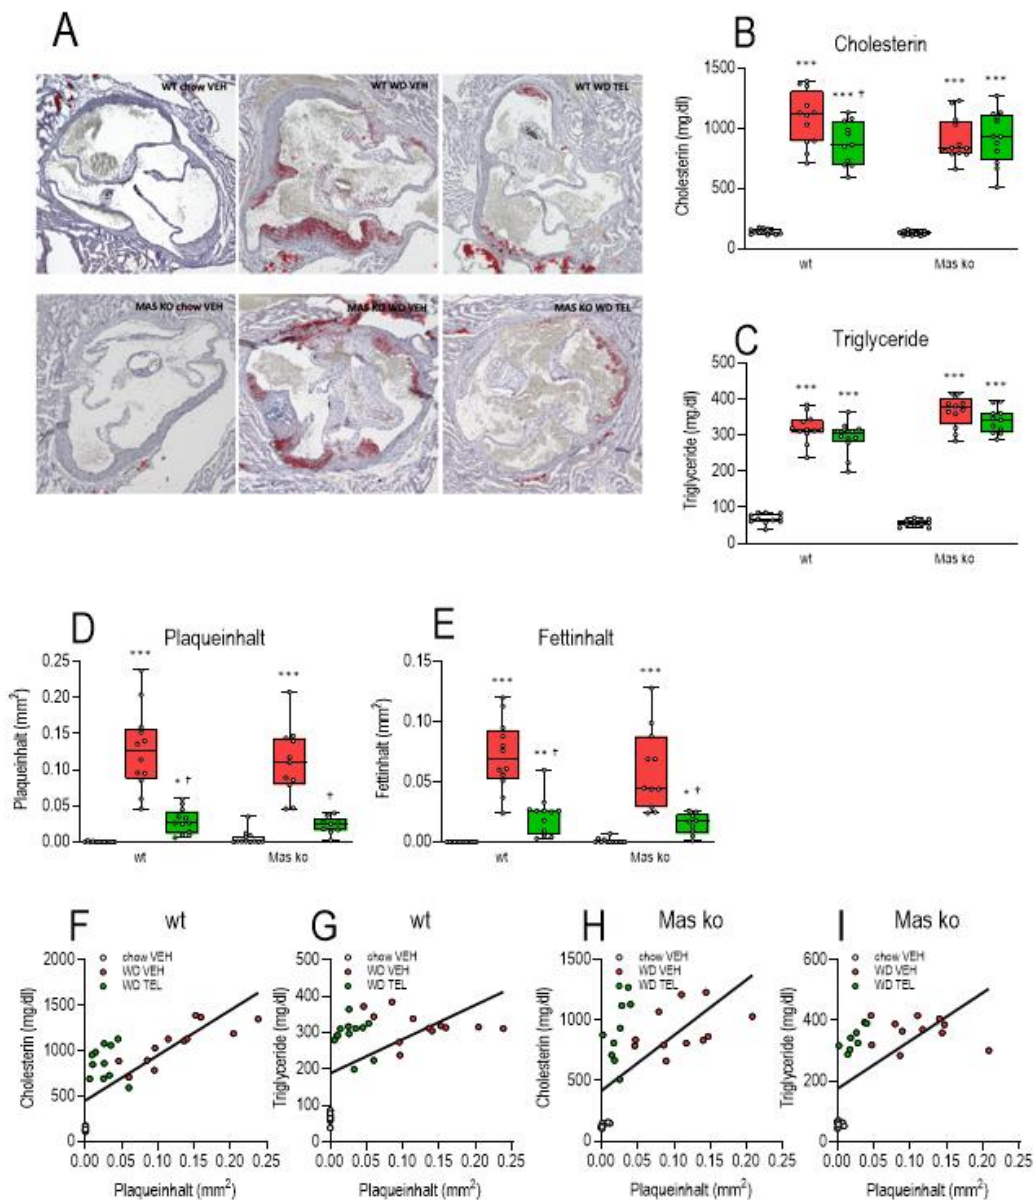 A
WT chow VEH
WT WD VEH
WT WD TEL
MAS KO chow VEH
MAS KO WD VEH
MAS KO WD TEL
B
Cholesterin
Cholesterin (mg/dl)
1500
1000
500
0
***
*** †
***
***
wt
Mas ko
C
Triglyceride
Triglyceride (mg/dl)
500
400
300
200
100
0
***
***
***
***
wt
Mas ko
D
Plaqueinhalt
Plaqueinhalt (mm²)
0.25
0.20
0.15
0.10
0.05
0.00
***
* †
***
†
wt
Mas ko
E
Fettinhalt
Fettinhalt (mm²)
0.15
0.10
0.05
0.00
***
** †
***
* †
wt
Mas ko
F
wt
chow VEH
WD VEH
WD TEL
Cholesterin (mg/dl)
2000
1500
1000
500
0
0.00 0.05 0.10 0.15 0.20 0.25
Plaqueinhalt (mm²)
G
wt
chow VEH
WD VEH
WD TEL
Triglyceride (mg/dl)
500
400
300
200
100
0
0.00 0.05 0.10 0.15 0.20 0.25
Plaqueinhalt (mm²)
H
Mas ko
chow VEH
WD VEH
WD TEL
Cholesterin (mg/dl)
1500
1000
500
0
0.00 0.05 0.10 0.15 0.20 0.25
Plaqueinhalt (mm²)
I
Mas ko
chow VEH
WD VEH
WD TEL
Triglyceride (mg/dl)
600
400
200
0
0.00 0.05 0.10 0.15 0.20 0.25
Plaqueinhalt (mm²)